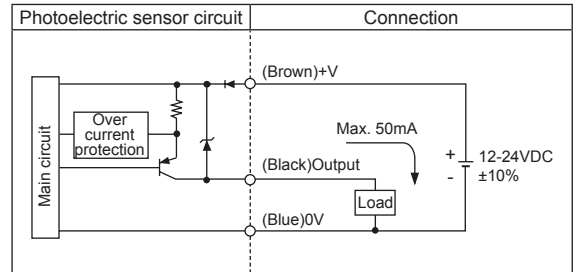 Photoelectric sensor circuit
Connection
(Brown)+V
Over
current
protection
Main circuit
Max. 50mA
(Black)Output
+
-
12-24VDC
±10%
Load
(Blue)0V